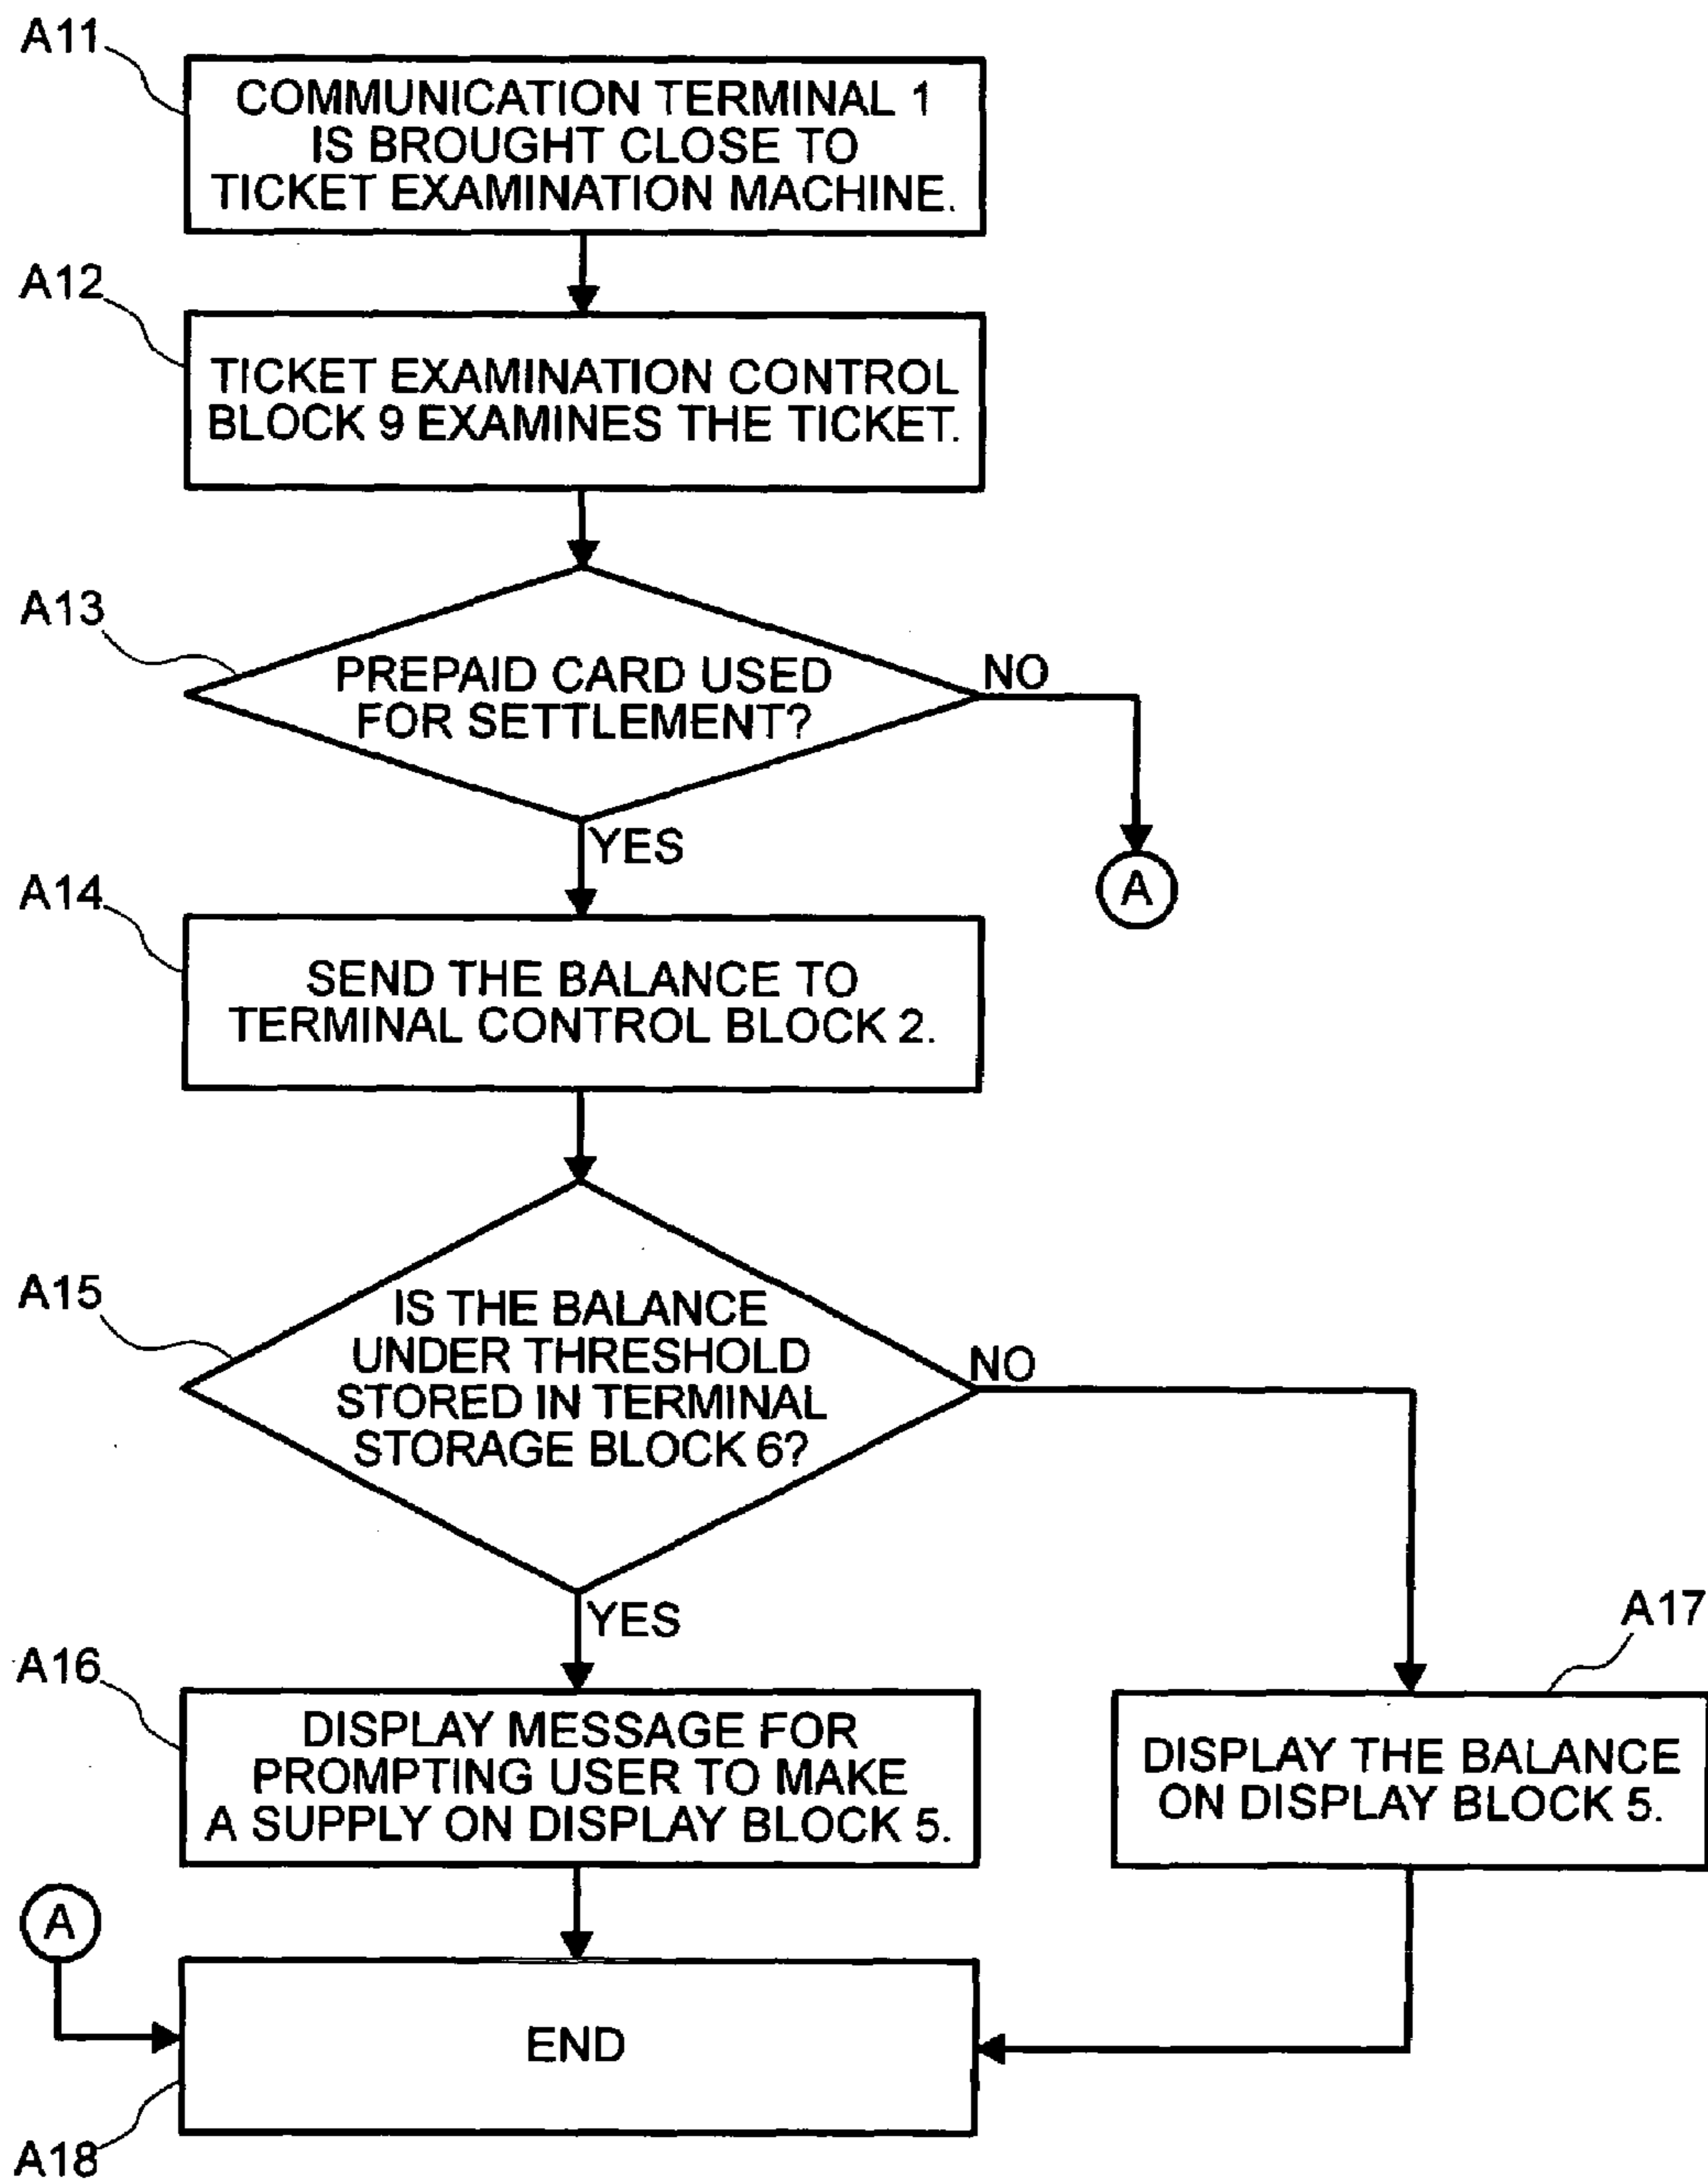 A11
COMMUNICATION TERMINAL 1
IS BROUGHT CLOSE TO
TICKET EXAMINATION MACHINE.
A12
TICKET EXAMINATION CONTROL
BLOCK 9 EXAMINES THE TICKET.
A13
PREPAID CARD USED
FOR SETTLEMENT?
NO
YES
A
A14
SEND THE BALANCE TO
TERMINAL CONTROL BLOCK 2.
A15
IS THE BALANCE
UNDER THRESHOLD
STORED IN TERMINAL
STORAGE BLOCK 6?
NO
YES
A16
DISPLAY MESSAGE FOR
PROMPTING USER TO MAKE
A SUPPLY ON DISPLAY BLOCK 5.
A17
DISPLAY THE BALANCE
ON DISPLAY BLOCK 5.
A
END
A18